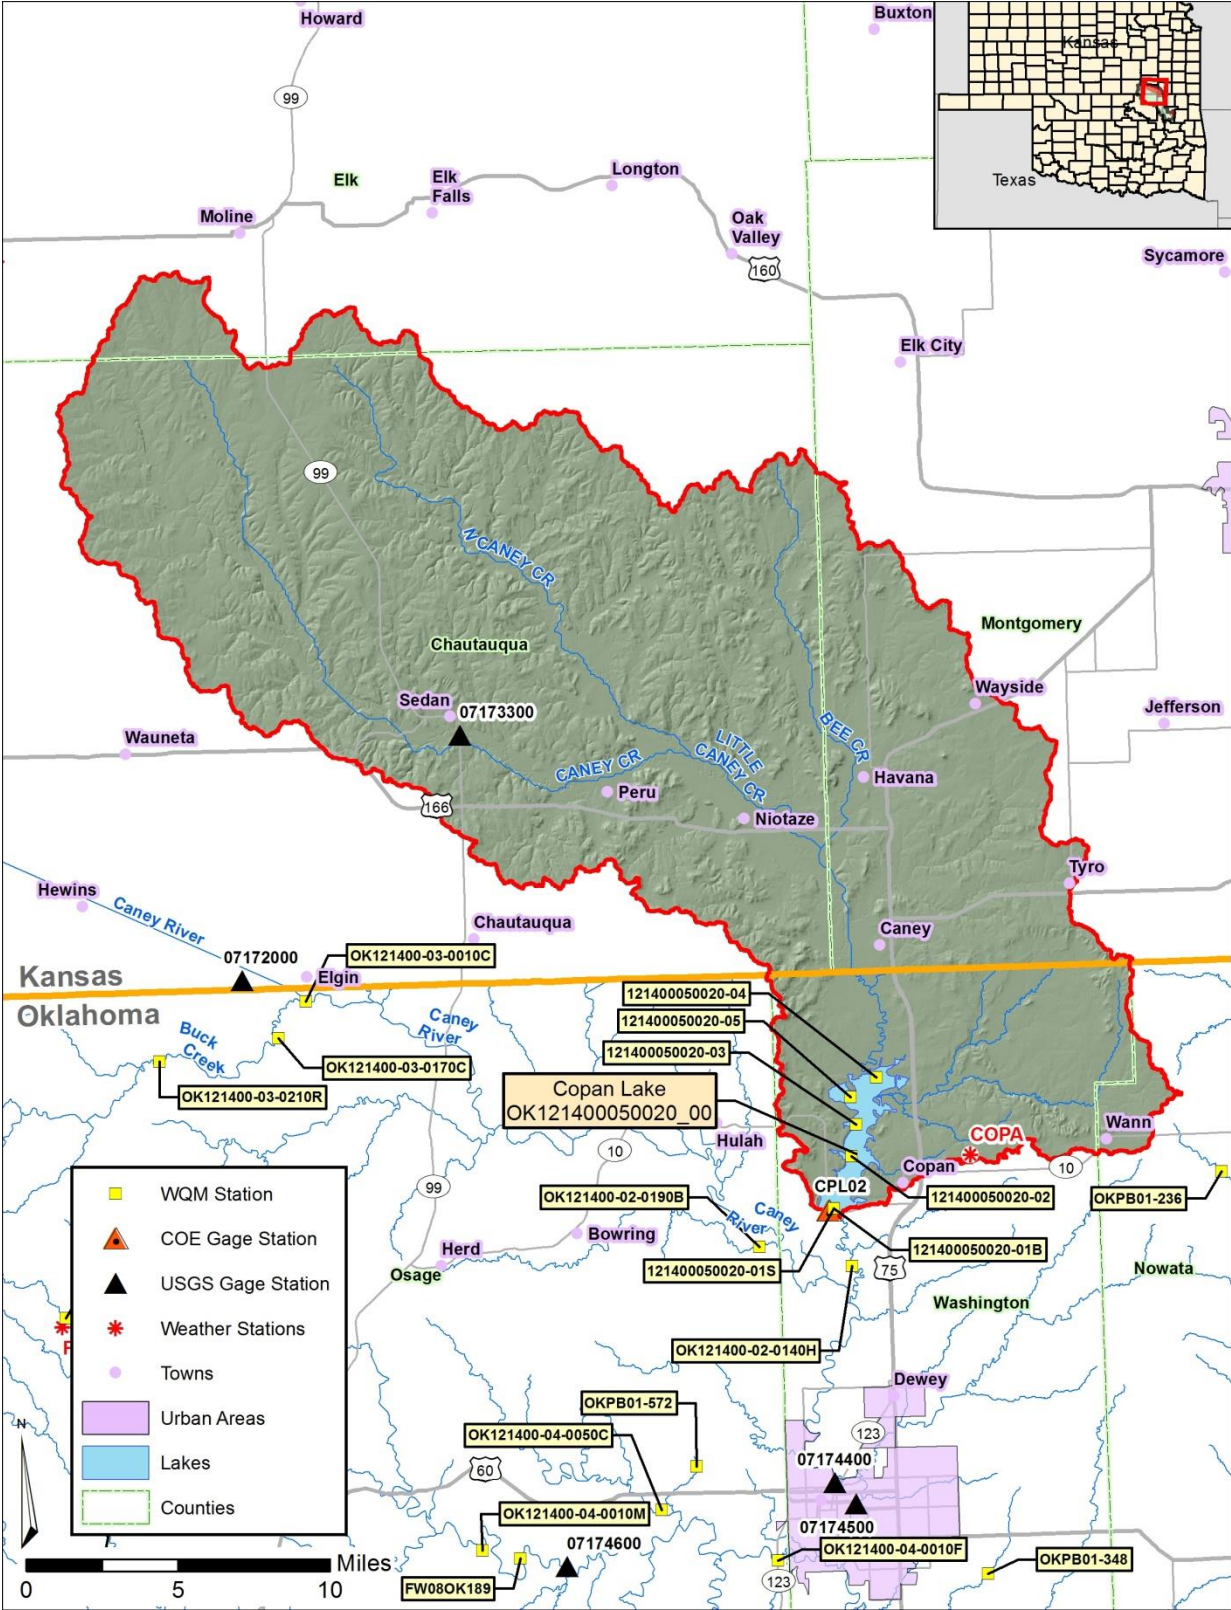 Howard
Buxton
Kansas
Texas
99
Elk
Elk
Falls
Longton
Moline
Oak
Valley
160
Sycamore
Elk City
99
N CANEY CR
Chautauqua
Montgomery
Sedan
07173300
Wayside
Jefferson
Wauneta
LITTLE
CANEY CR
BEE CR
CANEY CR
Havana
Peru
166
Niotaze
Tyro
Hewins
Caney River
Chautauqua
Caney
07172000
OK121400-03-0010C
Kansas
Elgin
Oklahoma
121400050020-04
121400050020-05
121400050020-03
Buck
Creek
Caney
River
OK121400-03-0170C
OK121400-03-0210R
Copan Lake
OK121400050020_00
Hulah
Wann
COPA
10
10
Copan
CPL02
99
OK121400-02-0190B
121400050020-02
OKPB01-236
Caney
River
Bowring
Herd
Osage
121400050020-01B
121400050020-01S
75
Nowata
Washington
OK121400-02-0140H
Dewey
OKPB01-572
OK121400-04-0050C
123
60
07174400
OK121400-04-0010M
07174500
07174600
OK121400-04-0010F
OKPB01-348
FW08OK189
123
WQM Station
COE Gage Station
USGS Gage Station
Weather Stations
Towns
Urban Areas
Lakes
Counties
N
Miles
0 5 10